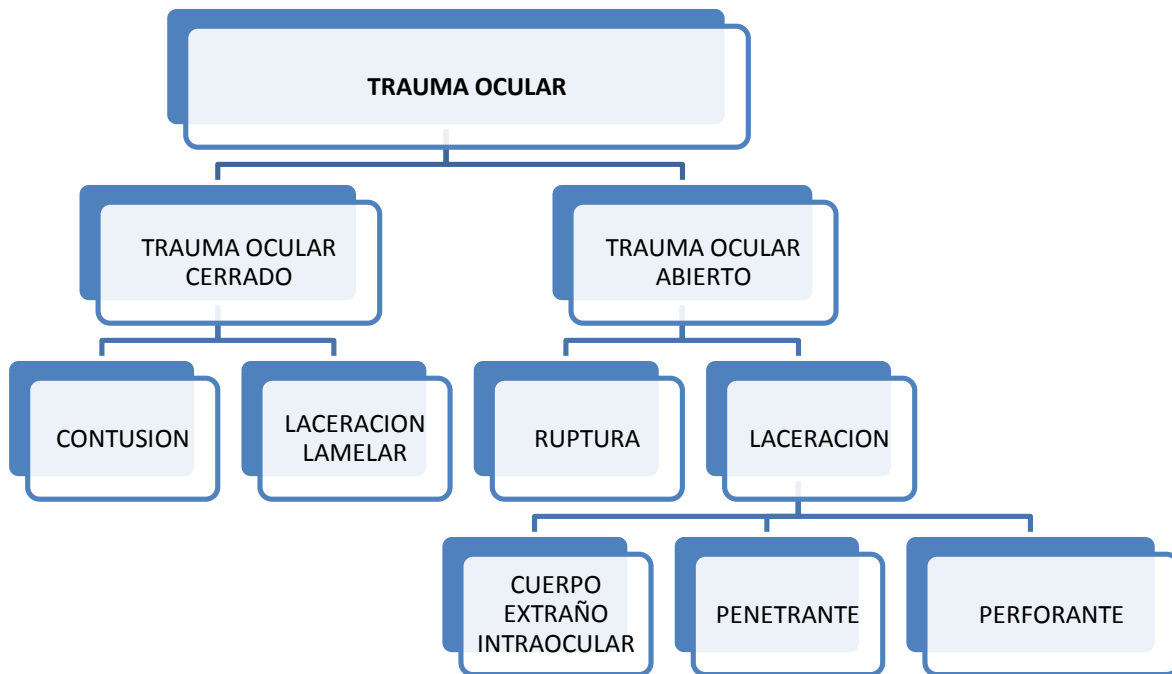 TRAUMA OCULAR
TRAUMA OCULAR
CERRADO
TRAUMA OCULAR
ABIERTO
CONTUSION
LACERACION
LAMELAR
RUPTURA
LACERACION
CUERPO
EXTRAÑO
INTRAOCULAR
PENETRANTE
PERFORANTE